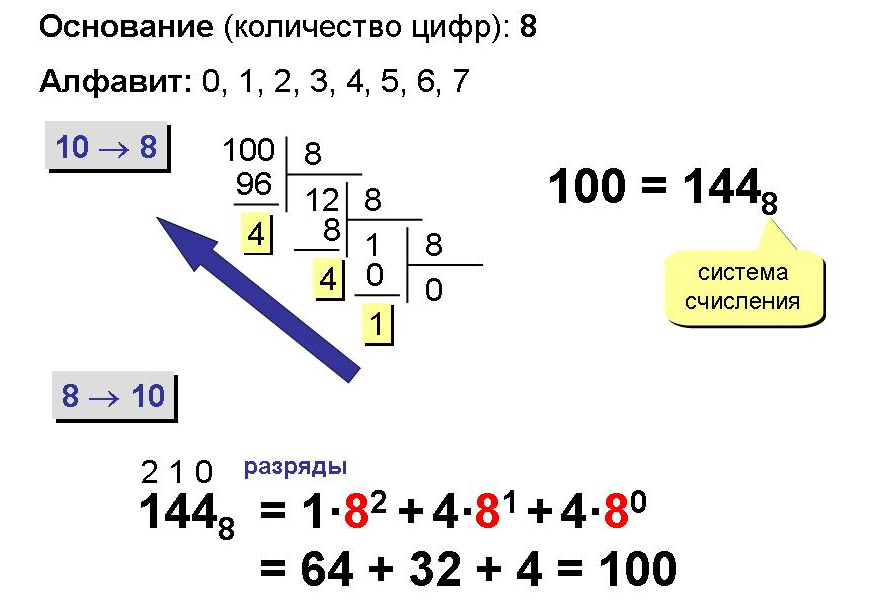 Основание (количество цифр): 8
Алфавит: 0, 1, 2, 3, 4, 5, 6, 7
10 → 8
100 8
96 12 8
4 8 1 8
4 0 0
1
100 = 144₈
система
счисления
8 → 10
2 1 0 разряды
144₈ = 1·8² + 4·8¹ + 4·8⁰
= 64 + 32 + 4 = 100